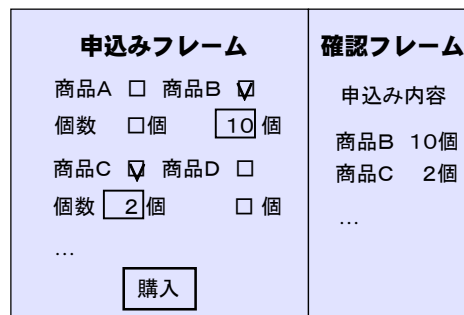 申込みフレーム
商品A □ 商品B ☑
個数 □個 10 個
商品C ☑ 商品D □
個数 2 個 □ 個
…
購入
確認フレーム
申込み内容
商品B 10個
商品C 2個
…